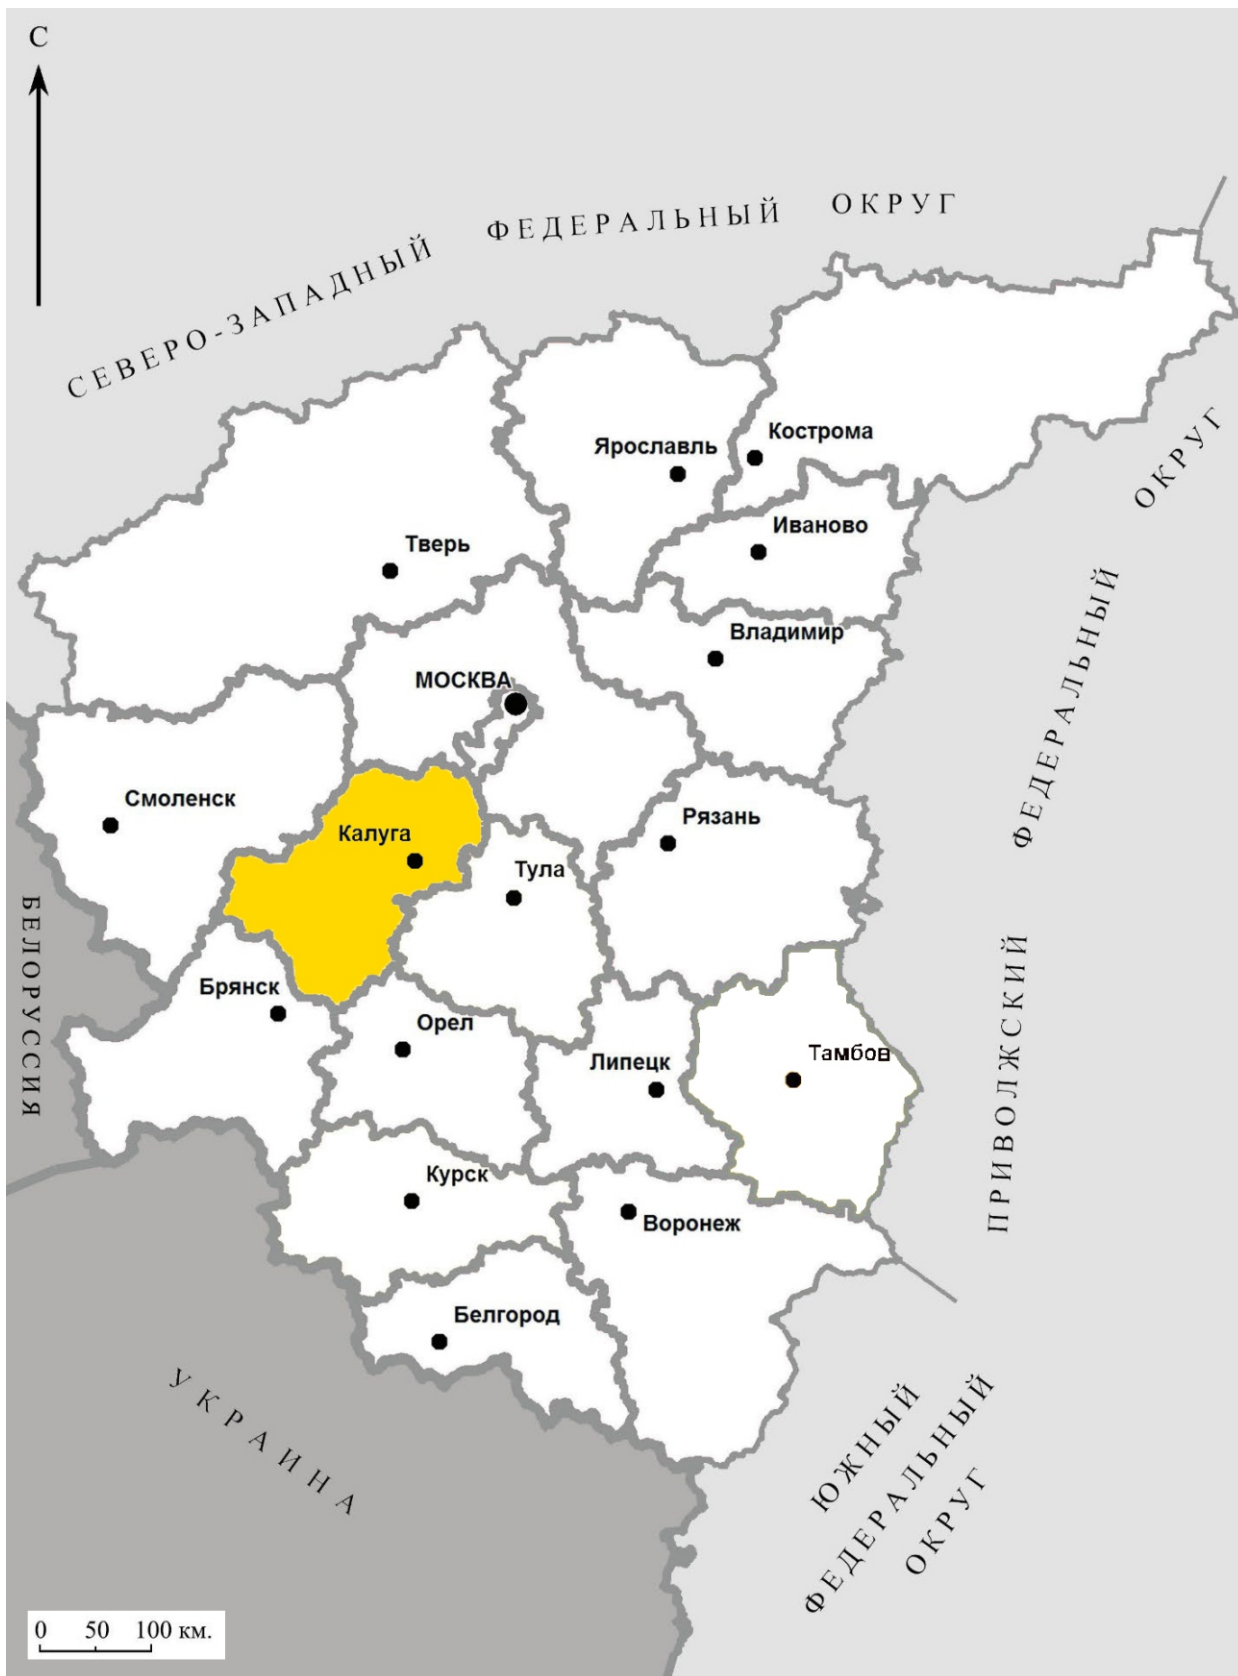 С
СЕВЕРО-ЗАПАДНЫЙ ФЕДЕРАЛЬНЫЙ ОКРУГ
Кострома
Ярославль
ОКРУГ
Иваново
Тверь
ФЕДЕРАЛЬНЫЙ
Владимир
МОСКВА
Смоленск
Рязань
Калуга
Тула
БЕЛОРУССИЯ
ПРИВОЛЖСКИЙ
Брянск
Орел
Тамбов
Липецк
Курск
Воронеж
Белгород
УКРАИНА
ЮЖНЫЙ
ФЕДЕРАЛЬНЫЙ
ОКРУГ
0 50 100 км.